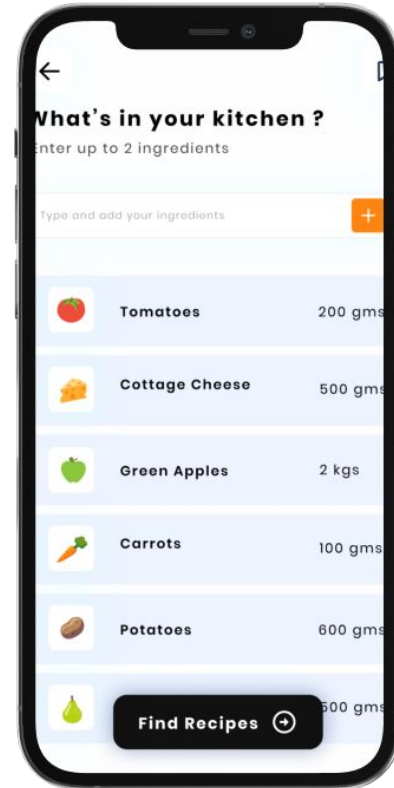 What's in your kitchen ?
Enter up to 2 ingredients
Type and add your ingredients
+
Tomatoes 200 gms
Cottage Cheese 500 gms
Green Apples 2 kgs
Carrots 100 gms
Potatoes 600 gms
500 gms
Find Recipes